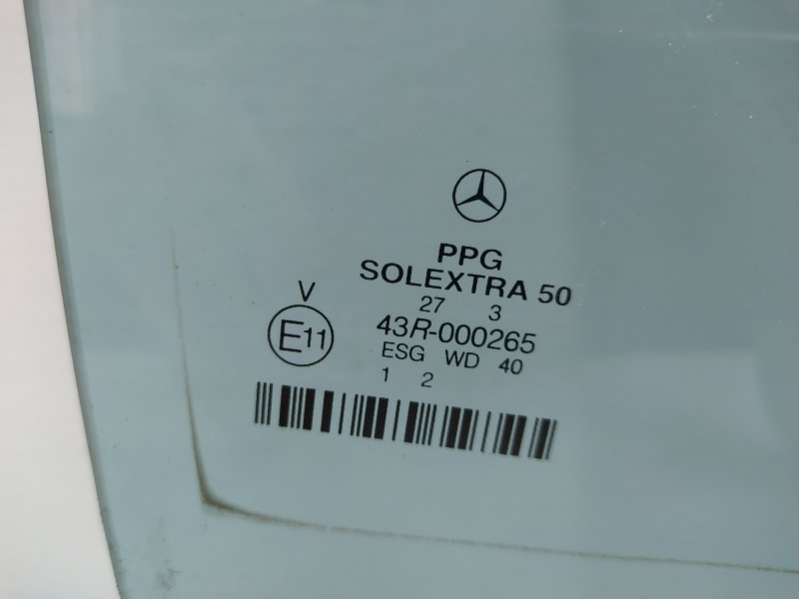 PPG
SOLEXTRA 50
27 3
V
E11
43R-000265
ESG WD 40
1 2